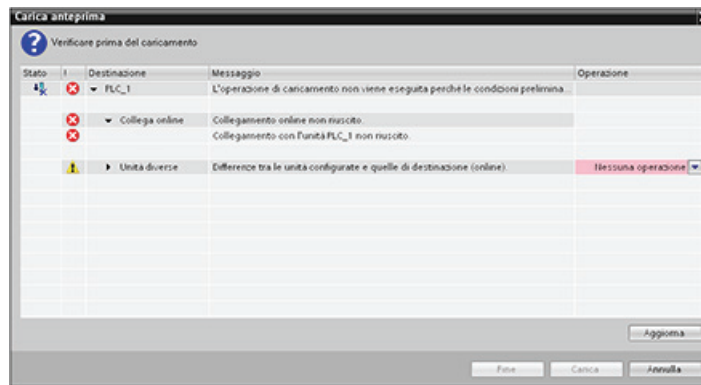 Carica anteprima
Verificare prima del caricamento
Stato ! Destinazione Messaggio Operazione
PLC_1 L'operazione di caricamento non viene eseguita perché le condizioni prelimina...
Collega online Collegamento online non riuscito.
Collegamento con l'unità PLC_1 non riuscito.
Unità diverse Differenze tra le unità configurate e quelle di destinazione (online). Nessuna operazione
Aggiorna
Fine Carica Annulla